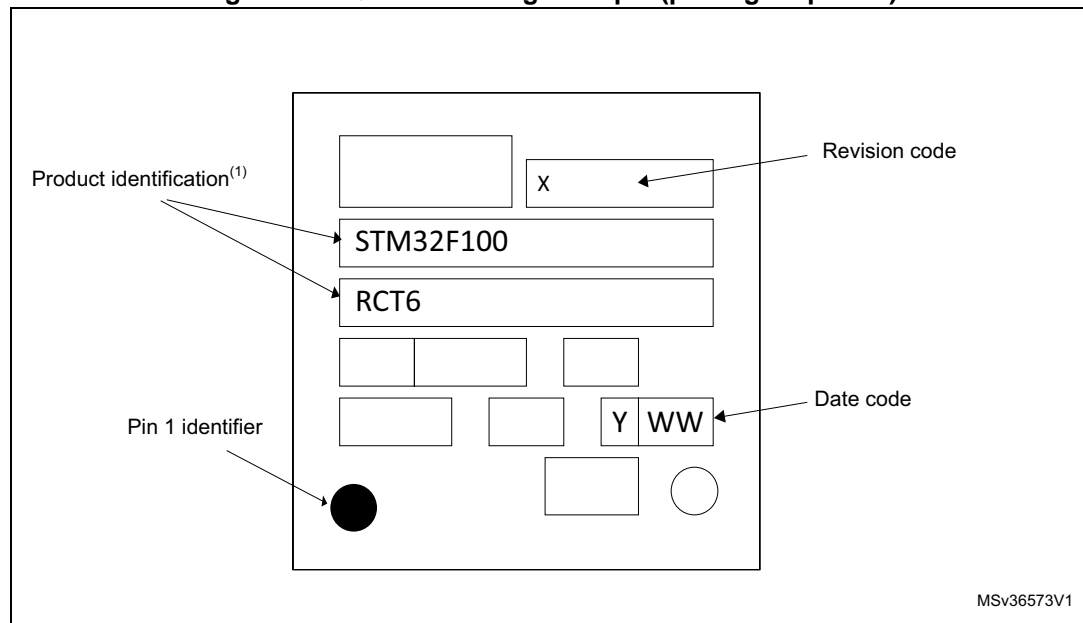 Product identification(1)
Revision code
X
STM32F100
RCT6
Y WW
Date code
Pin 1 identifier
MSv36573V1